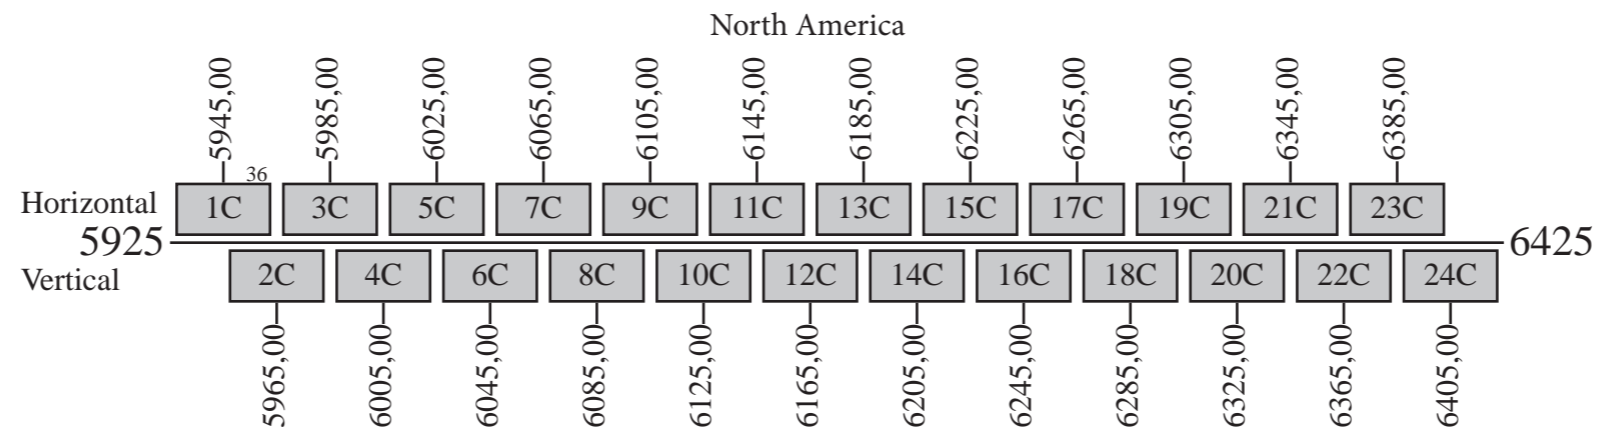 North America
5945,00 5985,00 6025,00 6065,00 6105,00 6145,00 6185,00 6225,00 6265,00 6305,00 6345,00 6385,00
36
Horizontal 1C 3C 5C 7C 9C 11C 13C 15C 17C 19C 21C 23C
5925 6425
Vertical 2C 4C 6C 8C 10C 12C 14C 16C 18C 20C 22C 24C
5965,00 6005,00 6045,00 6085,00 6125,00 6165,00 6205,00 6245,00 6285,00 6325,00 6365,00 6405,00